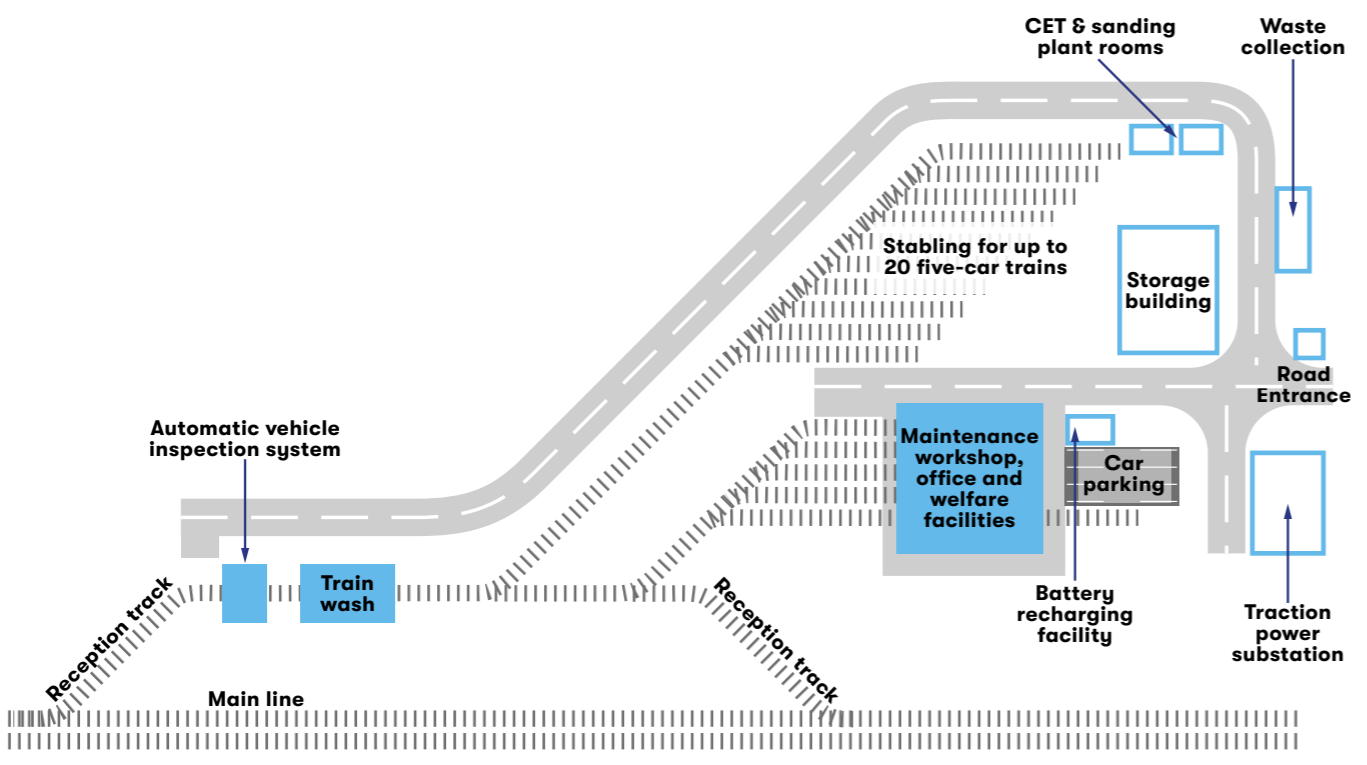 CET & sanding
plant rooms
Waste
collection
Stabling for up to
20 five-car trains
Storage
building
Road
Entrance
Automatic vehicle
inspection system
Maintenance
workshop,
office and
welfare
facilities
Car
parking
Train
wash
Reception track
Reception track
Battery
recharging
facility
Traction
power
substation
Main line